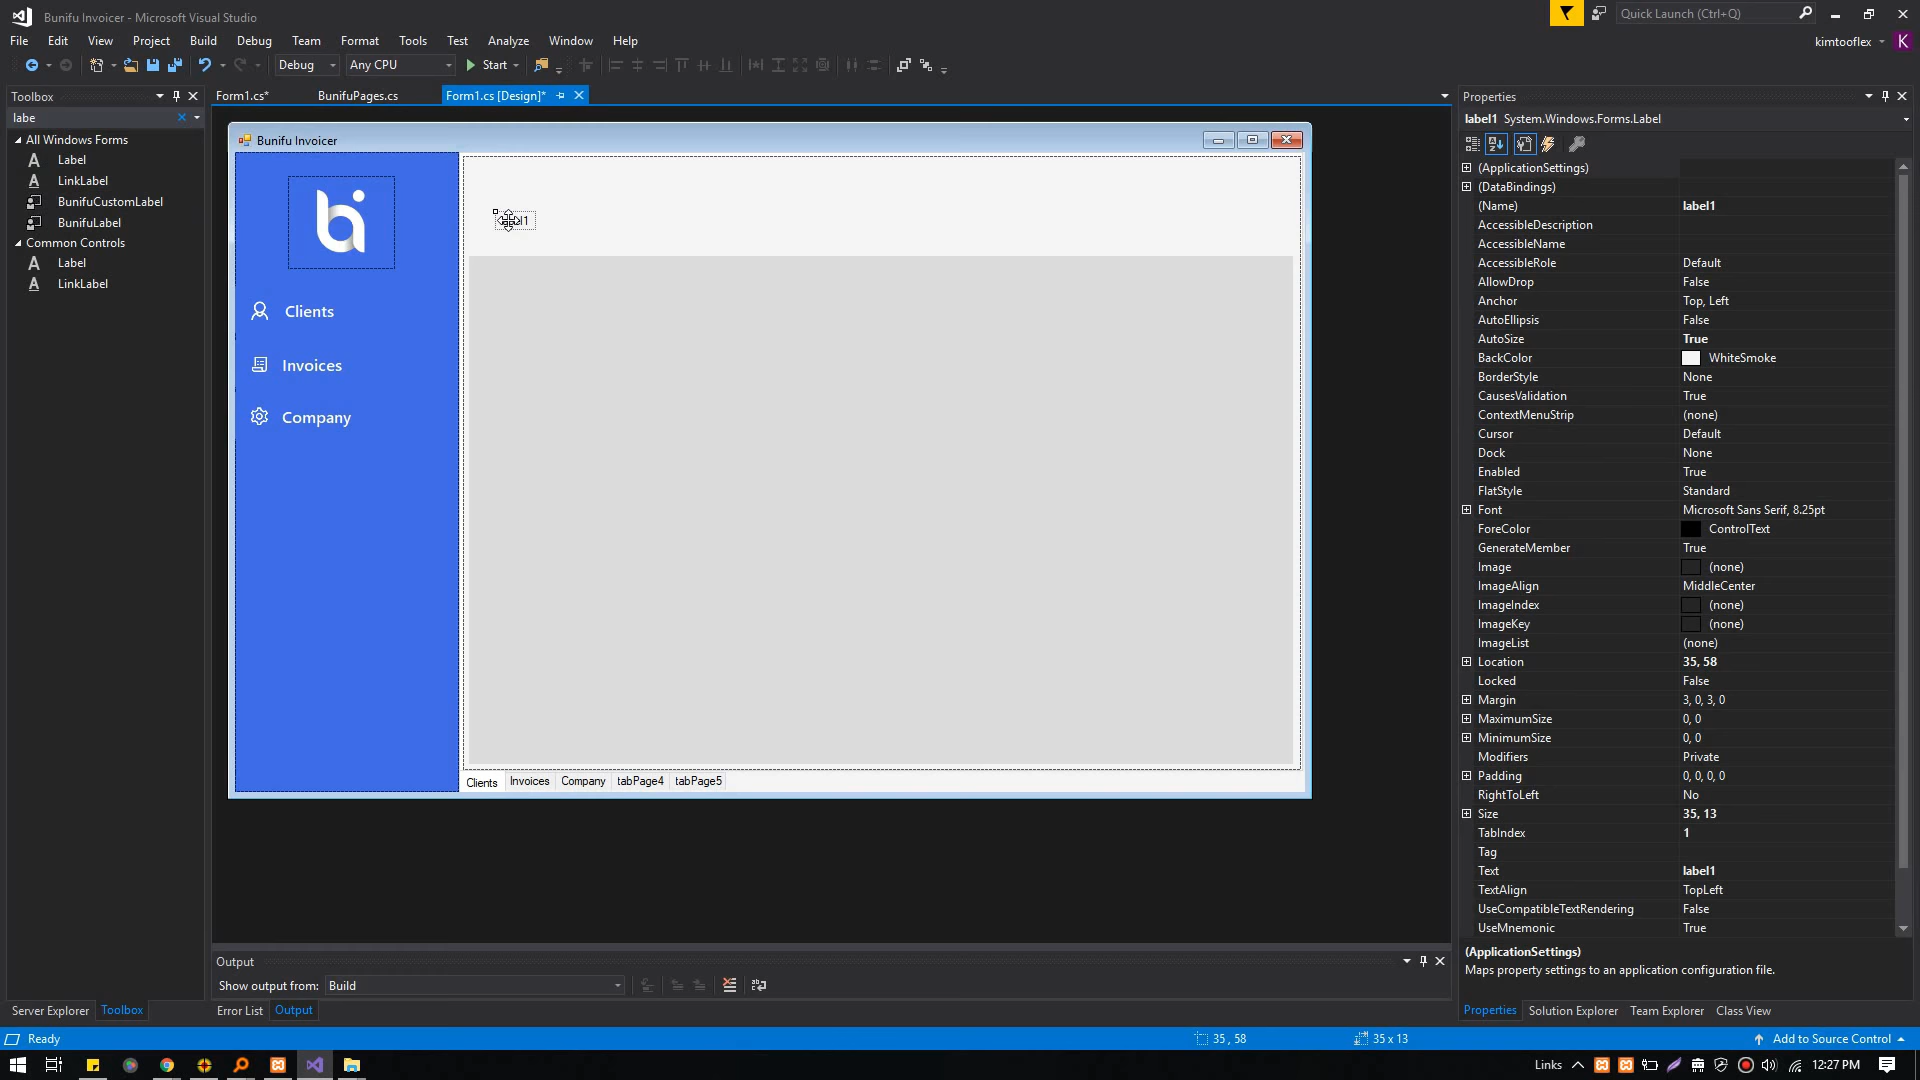 Bunifu Invoicer - Microsoft Visual Studio
Quick Launch (Ctrl+Q)
File Edit View Project Build Debug Team Format Tools Test Analyze Window Help
kimtooflex K
Debug Any CPU Start
Toolbox
Form1.cs* BunifuPages.cs Form1.cs [Design]*
Properties
labe
label1 System.Windows.Forms.Label
All Windows Forms
Label
LinkLabel
BunifuCustomLabel
BunifuLabel
Common Controls
Label
LinkLabel
Bunifu Invoicer
Clients
Invoices
Company
Clients Invoices Company tabPage4 tabPage5
(ApplicationSettings)
(DataBindings)
(Name) label1
AccessibleDescription
AccessibleName
AccessibleRole Default
AllowDrop False
Anchor Top, Left
AutoEllipsis False
AutoSize True
BackColor WhiteSmoke
BorderStyle None
CausesValidation True
ContextMenuStrip (none)
Cursor Default
Dock None
Enabled True
FlatStyle Standard
Font Microsoft Sans Serif, 8.25pt
ForeColor ControlText
GenerateMember True
Image (none)
ImageAlign MiddleCenter
ImageIndex (none)
ImageKey (none)
ImageList (none)
Location 35, 58
Locked False
Margin 3, 0, 3, 0
MaximumSize 0, 0
MinimumSize 0, 0
Modifiers Private
Padding 0, 0, 0, 0
RightToLeft No
Size 35, 13
TabIndex 1
Tag
Text label1
TextAlign TopLeft
UseCompatibleTextRendering False
UseMnemonic True
(ApplicationSettings)
Maps property settings to an application configuration file.
Output
Show output from: Build
Server Explorer Toolbox
Error List Output
Properties Solution Explorer Team Explorer Class View
Ready
35 , 58
35 x 13
Add to Source Control
Links
12:27 PM